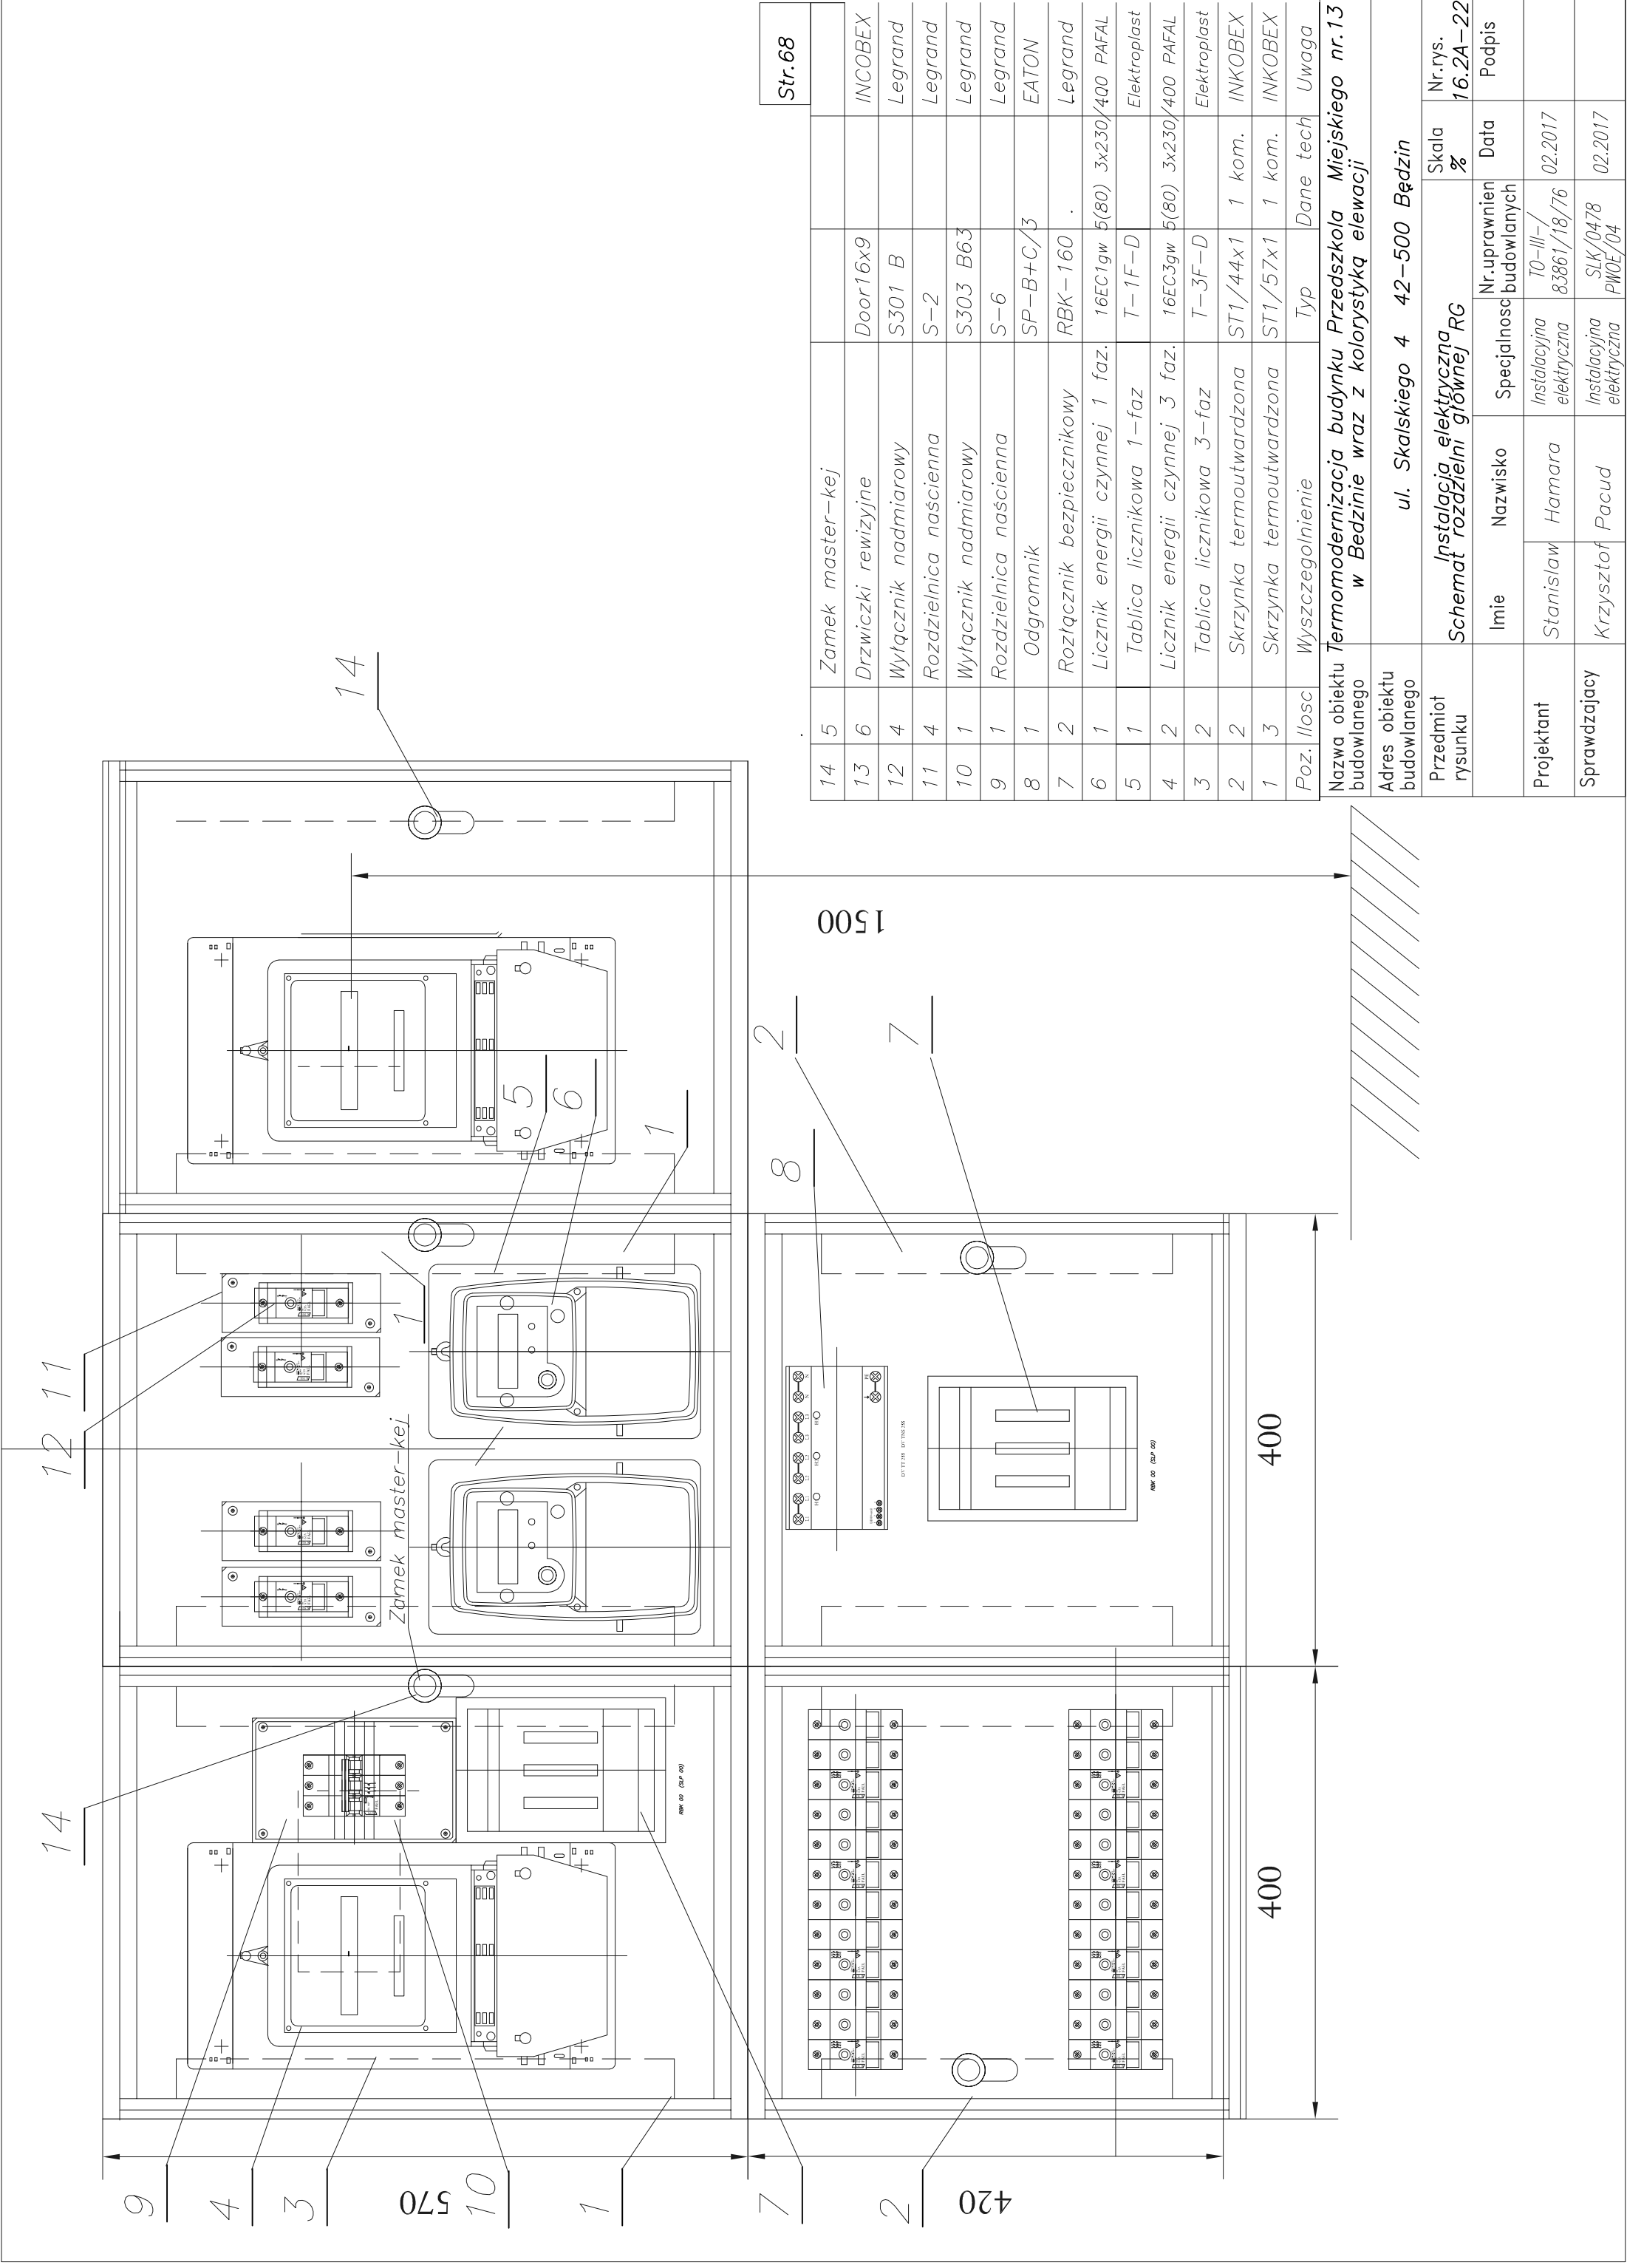 Str.68
14 5 Zamek master-kej
13 6 Drzwiczki rewizyjne Door16x9 INCOBEX
12 4 Wyłącznik nadmiarowy S301 B Legrand
11 4 Rozdzielnica naścienna S-2 Legrand
10 1 Wyłącznik nadmiarowy S303 B63 Legrand
9 1 Rozdzielnica naścienna S-6 Legrand
8 1 Odgromnik SP-B+C/3 EATON
7 2 Rozłącznik bezpiecznikowy RBK-160 . Legrand
6 1 Licznik energii czynnej 1 faz. 16EC1gw 5(80) 3x230/400 PAFAL
5 1 Tablica licznikowa 1-faz T-1F-D Elektroplast
4 2 Licznik energii czynnej 3 faz. 16EC3gw 5(80) 3x230/400 PAFAL
3 2 Tablica licznikowa 3-faz T-3F-D Elektroplast
2 2 Skrzynka termoutwardzona ST1/44x1 1 kom. INKOBEX
1 3 Skrzynka termoutwardzona ST1/57x1 1 kom. INKOBEX
Poz. Ilosc Wyszczegolnienie Typ Dane tech Uwaga
Nazwa obiektu budowlanego
Termomodernizacja budynku Przedszkola Miejskiego nr.13
w Bedzinie wraz z kolorystyką elewacji
Adres obiektu budowlanego
ul. Skalskiego 4 42-500 Będzin
Przedmiot rysunku
Instalacja elektryczna
Schemat rozdzielni głównej RG
Skala
%
Nr.rys.
16.2A-22
Imie Nazwisko Specjalnosc Nr.uprawnien budowlanych Data Podpis
Projektant Stanislaw Hamara Instalacyjna elektryczna TO-III-/ 83861/18/76 02.2017
Sprawdzajacy Krzysztof Pacud Instalacyjna elektryczna SLK/0478 PWOE/04 02.2017
14
12
11
14
Zamek master-kej
1
5
6
1
9
4
3
570
10
1
7
2
420
8
2
7
1500
400
400
RBK 00 (SLP 00)
RBK 00 (SLP 00)